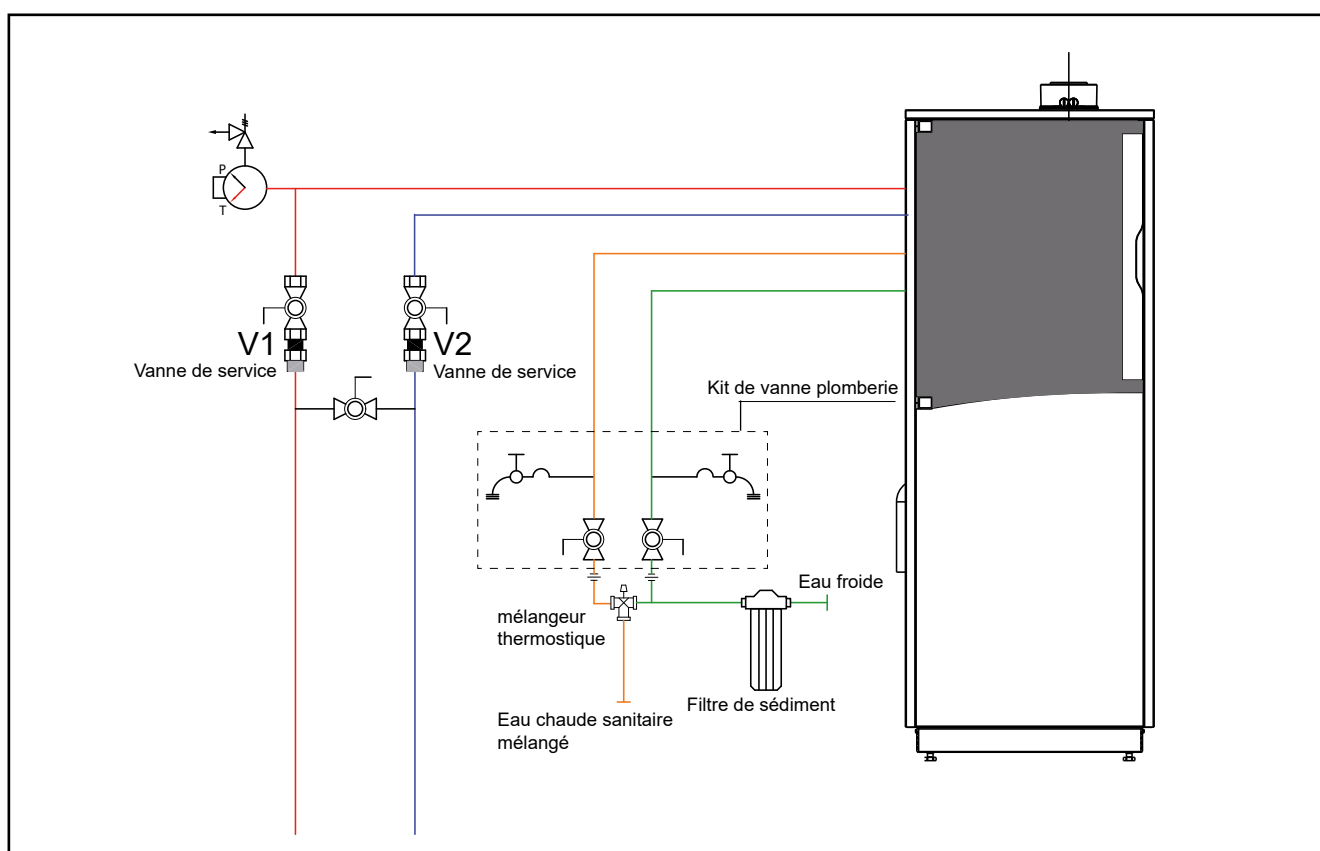 P
T
V1
Vanne de service
V2
Vanne de service
Kit de vanne plomberie
Eau froide
mélangeur
thermostique
Filtre de sédiment
Eau chaude sanitaire
mélangé